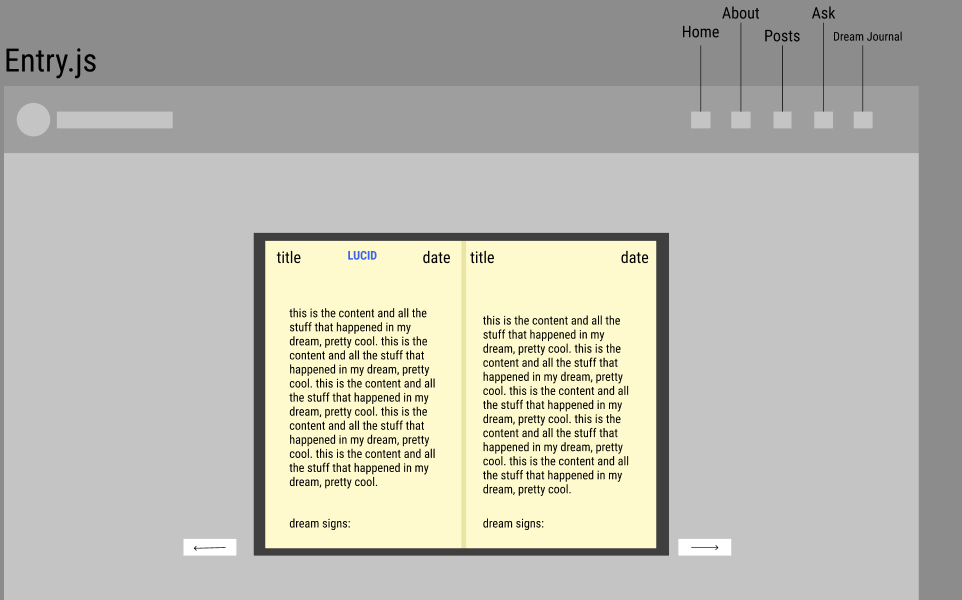 About
Ask
Home
Posts
Dream Journal
Entry.js
title
LUCID
date
this is the content and all the
stuff that happened in my
dream, pretty cool. this is the
content and all the stuff that
happened in my dream, pretty
cool. this is the content and all
the stuff that happened in my
dream, pretty cool. this is the
content and all the stuff that
happened in my dream, pretty
cool. this is the content and all
the stuff that happened in my
dream, pretty cool.
dream signs:
title
date
this is the content and all the
stuff that happened in my
dream, pretty cool. this is the
content and all the stuff that
happened in my dream, pretty
cool. this is the content and all
the stuff that happened in my
dream, pretty cool. this is the
content and all the stuff that
happened in my dream, pretty
cool. this is the content and all
the stuff that happened in my
dream, pretty cool.
dream signs: